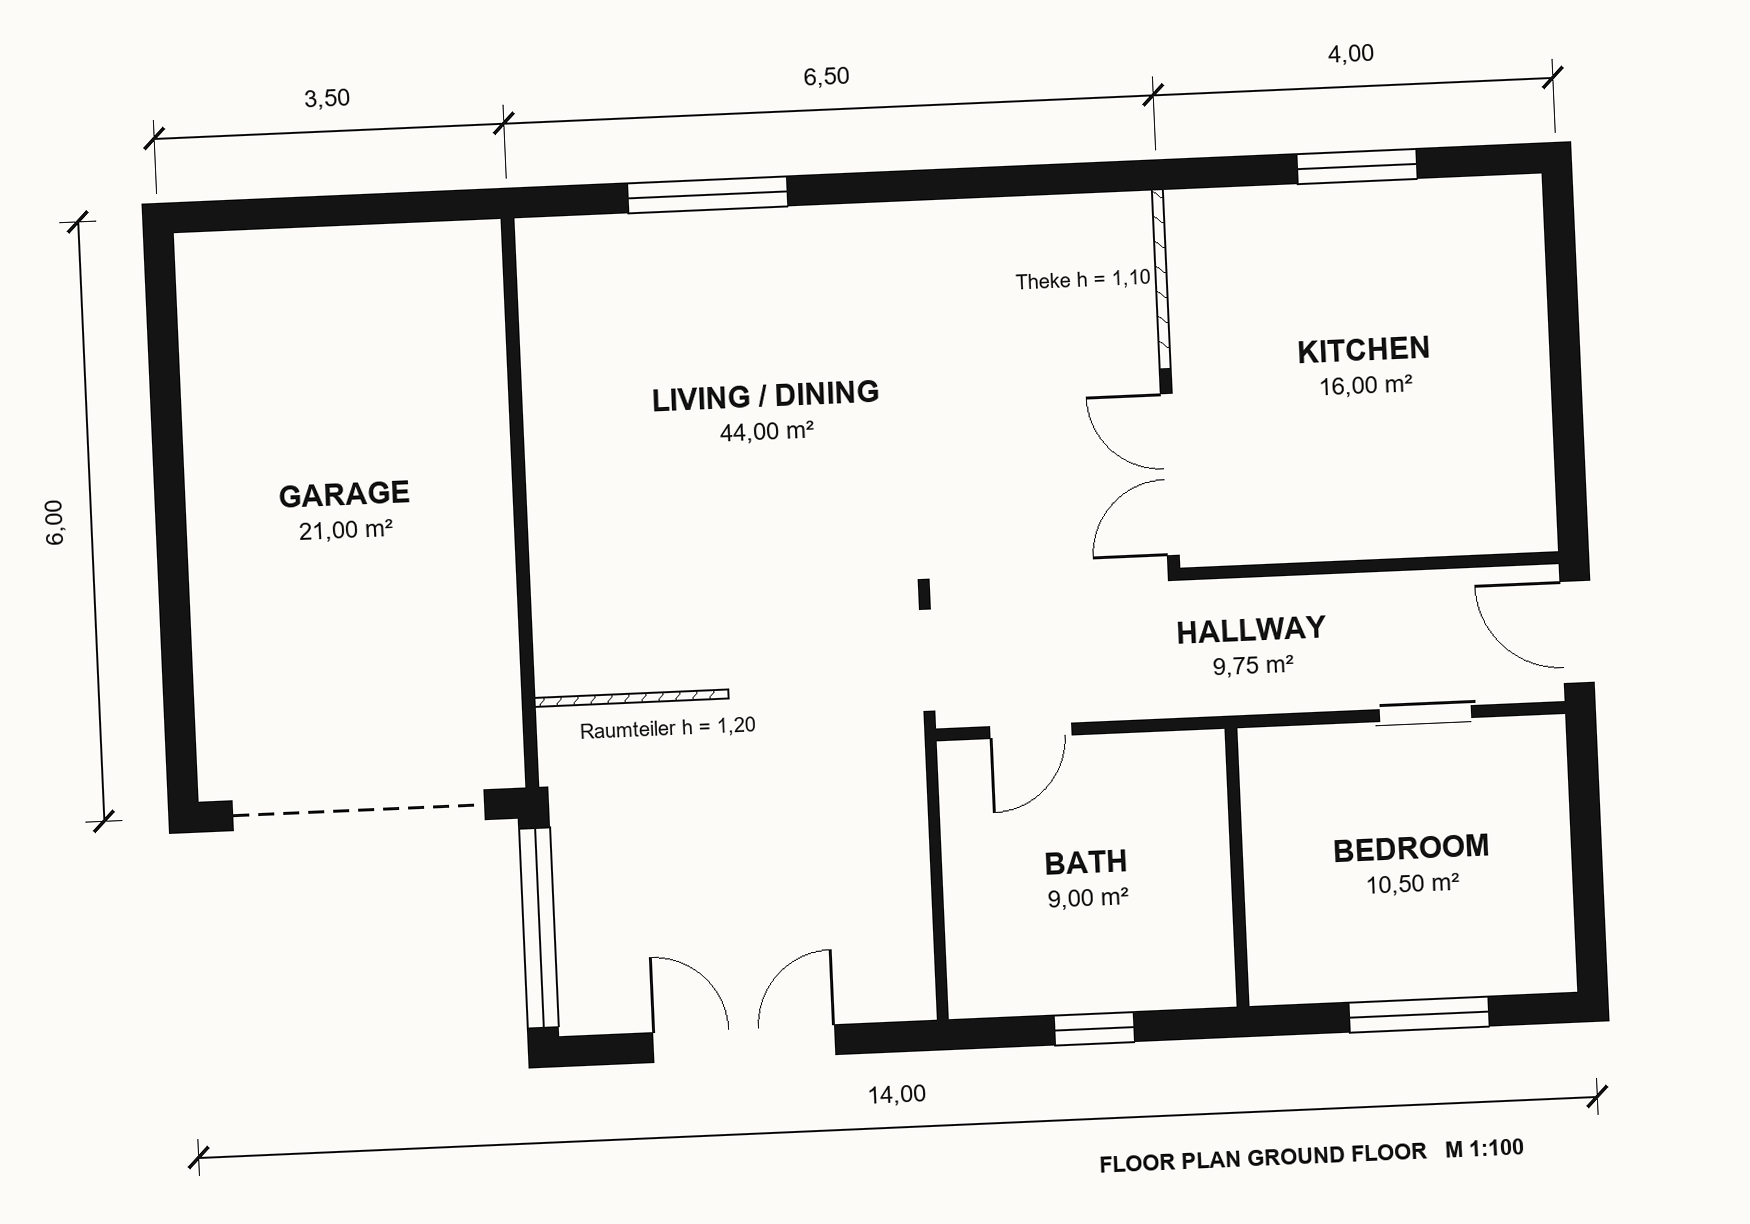 4,00
6,50
3,50
Theke h = 1,10
KITCHEN
16,00 m²
LIVING / DINING
44,00 m²
GARAGE
21,00 m²
6,00
HALLWAY
9,75 m²
Raumteiler h = 1,20
BATH
9,00 m²
BEDROOM
10,50 m²
14,00
FLOOR PLAN GROUND FLOOR M 1:100